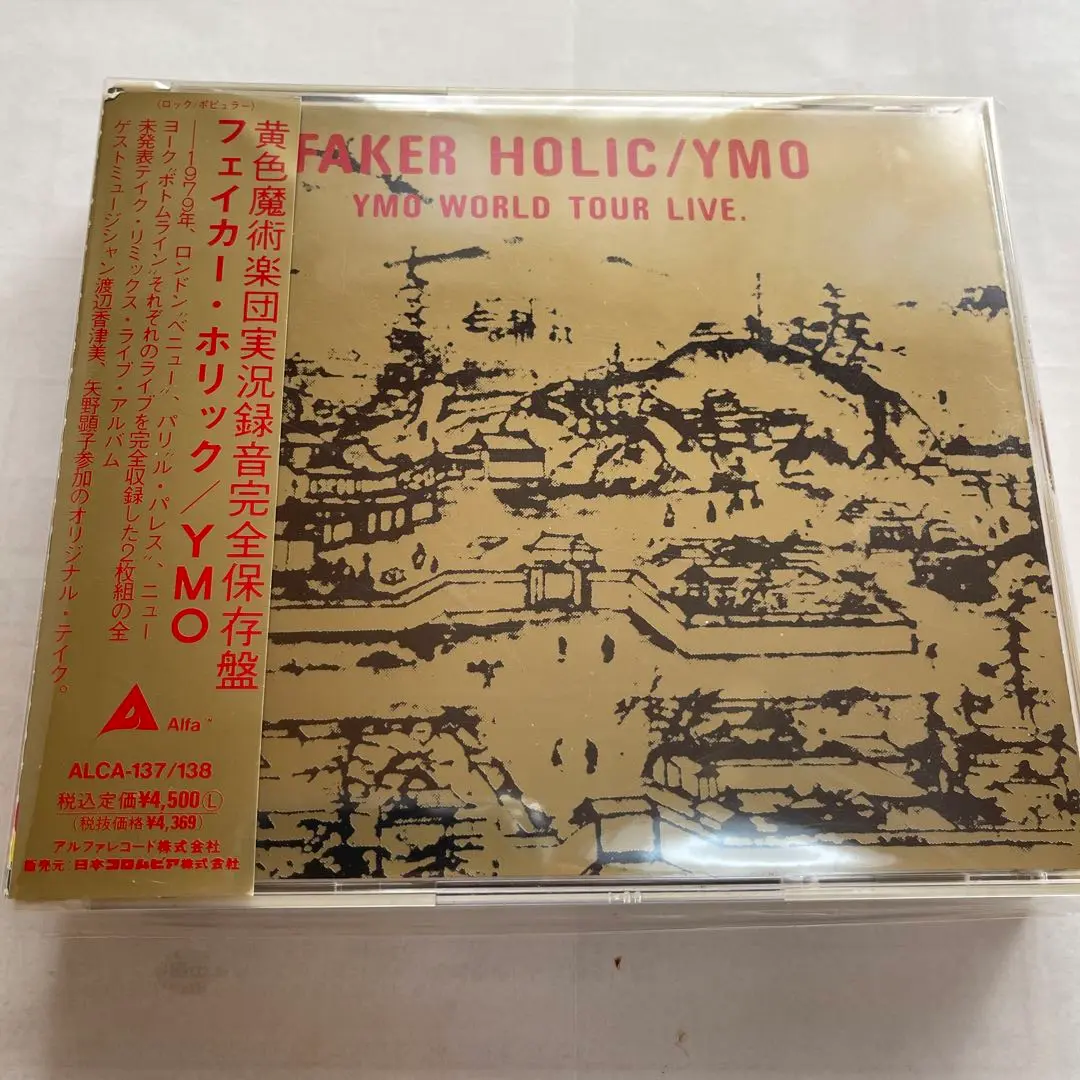 (ロック/ポピュラー)
黄色魔術楽団実況録音完全保存盤
フェイカー・ホリック/YMO
——1979年、ロンドン"ベニュー"、パリ"ル・パレス"、ニュー
ヨーク"ボトムライン"それぞれのライブを完全収録した2枚組の全
未発表テイク・リミックス・ライブ・アルバム
ゲストミュージシャン渡辺香津美、矢野顕子参加のオリジナル・テイク。
Alfa™
ALCA-137/138
税込定価¥4,500Ⓛ
(税抜価格¥4,369)
アルファレコード株式会社
販売元:日本コロムビア株式会社
FAKER HOLIC/YMO
YMO WORLD TOUR LIVE.